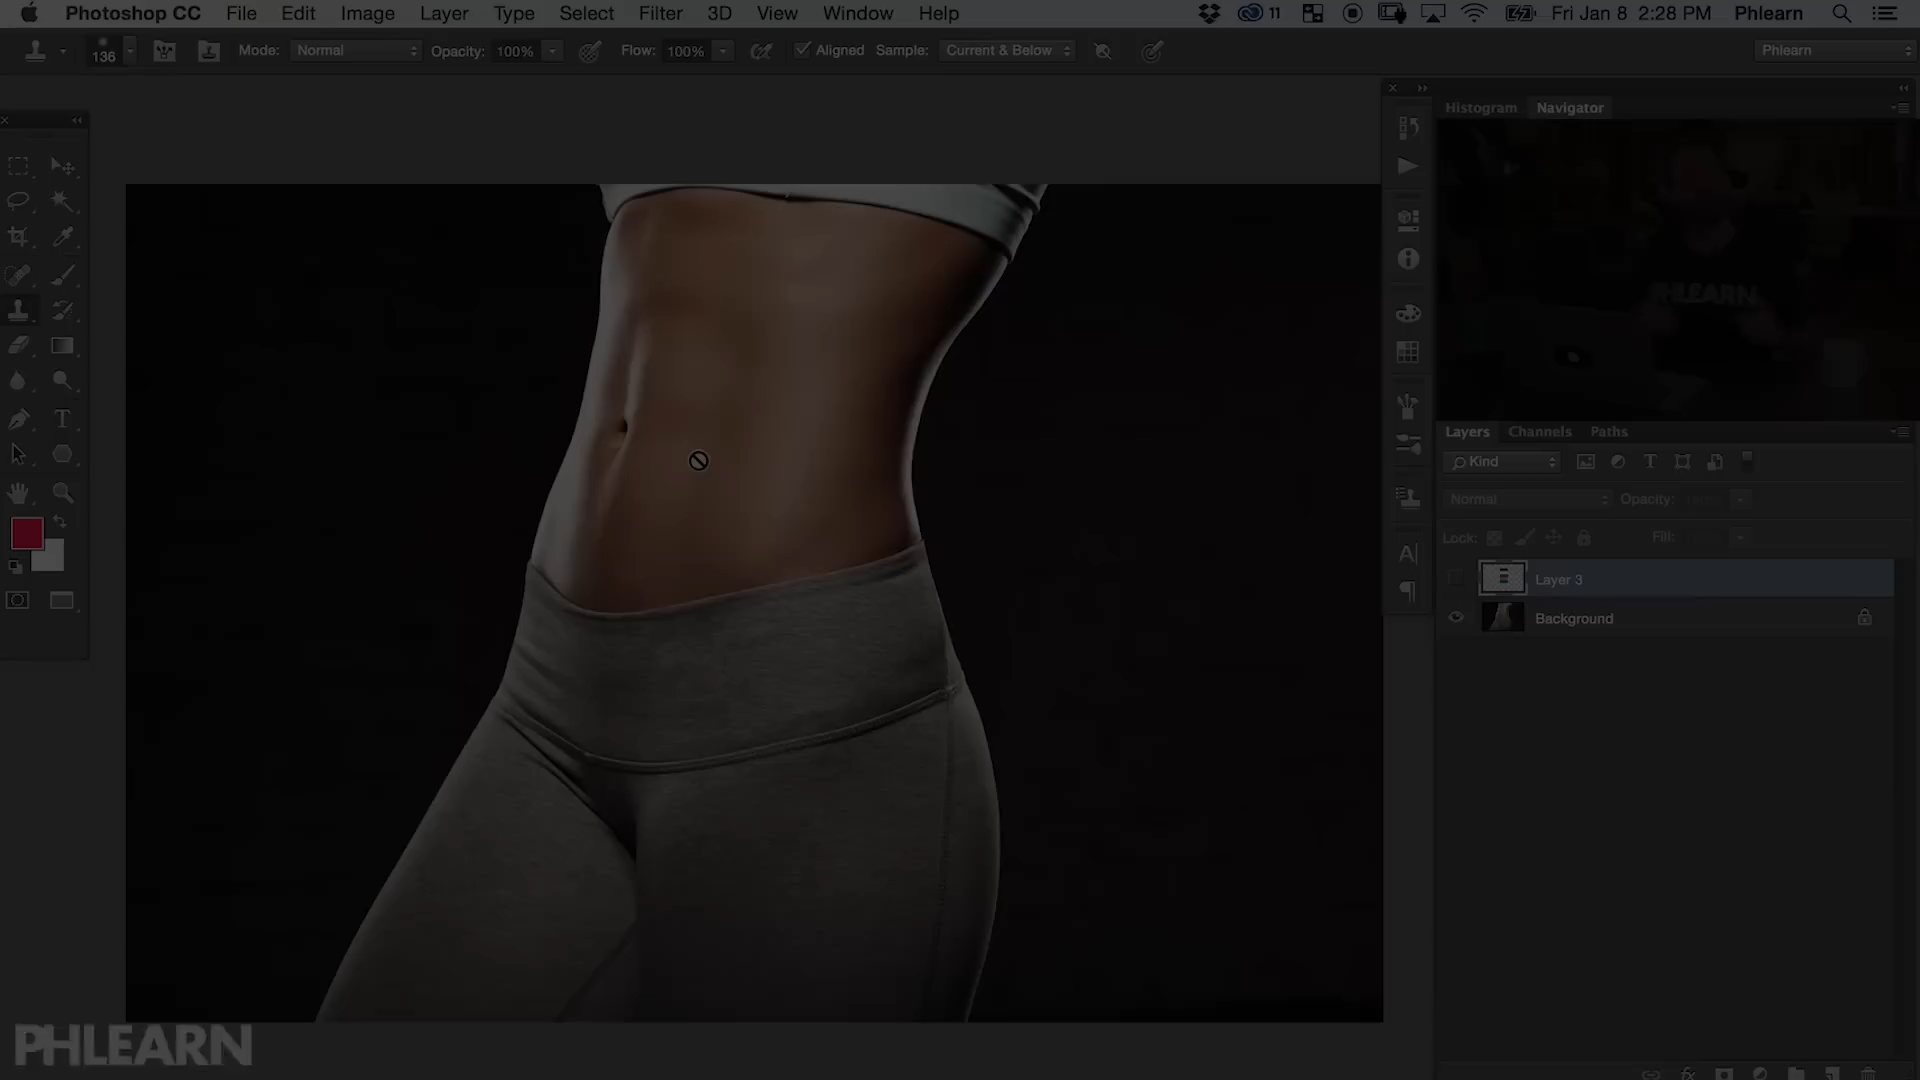 Photoshop CC File Edit Image Layer Type Select Filter 3D View Window Help 11 Fri Jan 8 2:28 PM Phlearn
136 Mode: Normal Opacity: 100% Flow: 100% Aligned Sample: Current & Below Phlearn
Histogram Navigator
PHLEARN
Layers Channels Paths
Kind
Normal Opacity:
Lock: Fill:
Layer 3
Background
PHLEARN